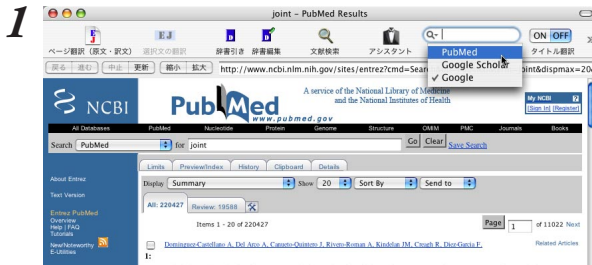 1
joint – PubMed Results
ページ翻訳 (原文・訳文) 選択文の翻訳 辞書引き 辞書編集 文献検索 アシスタント ON OFF タイトル翻訳
PubMed
Google Scholar
✓ Google
戻る 進む 中止 更新 縮小 拡大 http://www.ncbi.nlm.nih.gov/sites/entrez?cmd=Sear int&dispmax=20
NCBI
PubMed
www.pubmed.gov
A service of the National Library of Medicine
and the National Institutes of Health
My NCBI
[Sign In] [Register]
All Databases PubMed Nucleotide Protein Genome Structure OMIM PMC Journals Books
Search PubMed for joint Go Clear Save Search
Limits Preview/Index History Clipboard Details
About Entrez
Display Summary Show 20 Sort By Send to
Text Version
All: 220427 Review: 19588
Entrez PubMed
Overview
Help | FAQ
Tutorials
New/Noteworthy
E-Utilities
Items 1 - 20 of 220427 Page 1 of 11022 Next
Dominguez-Castellano A, Del Arco A, Canueto-Quintero J, Rivero-Roman A, Kindelan JM, Creagh R, Diez-Garcia F. Related Articles
1: